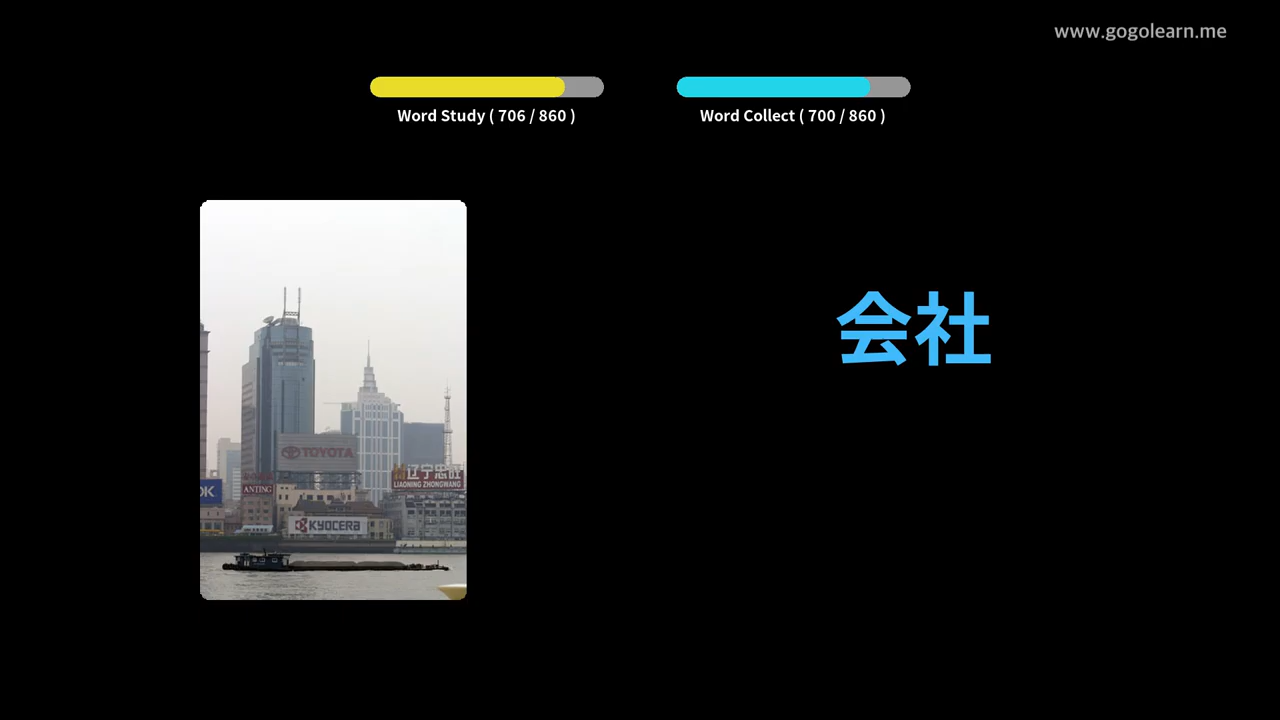 www.gogolearn.me
Word Study ( 706 / 860 )
Word Collect ( 700 / 860 )
会社
TOYOTA
辽宁忠旺
LIAONING ZHONGWANG
OK
ANTING
KYOCERA